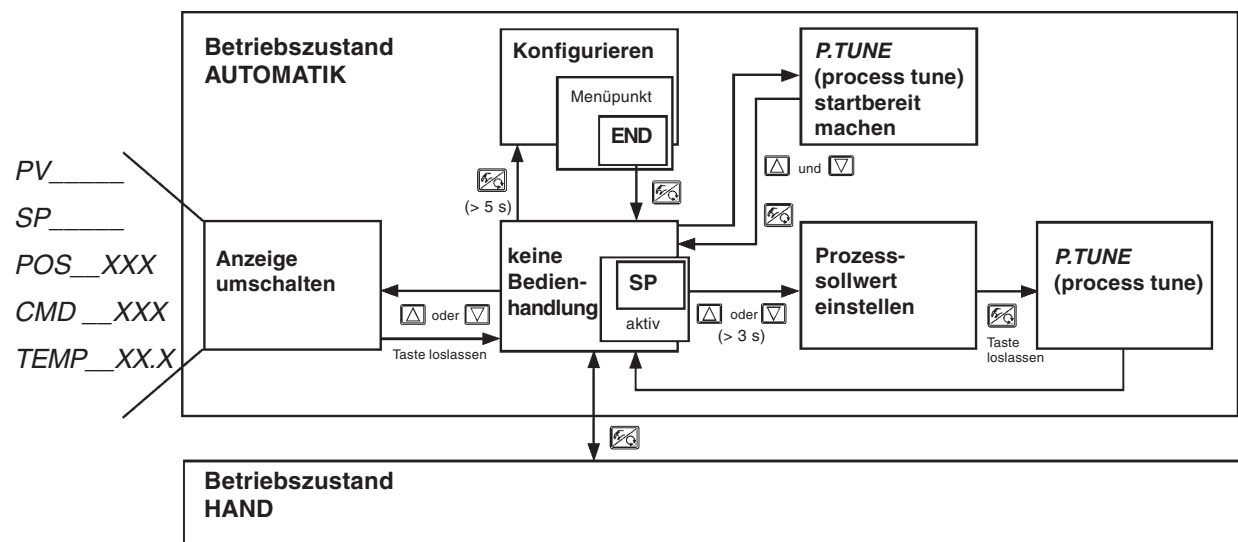 Betriebszustand
AUTOMATIK
Konfigurieren
Menüpunkt
END
P.TUNE
(process tune)
startbereit
machen
(> 5 s)
und
PV_____
SP_____
POS__XXX
CMD __XXX
TEMP__XX.X
Anzeige
umschalten
oder
Taste loslassen
keine
Bedien-
handlung
SP
aktiv
oder
(> 3 s)
Prozess-
sollwert
einstellen
Taste
loslassen
P.TUNE
(process tune)
Betriebszustand
HAND